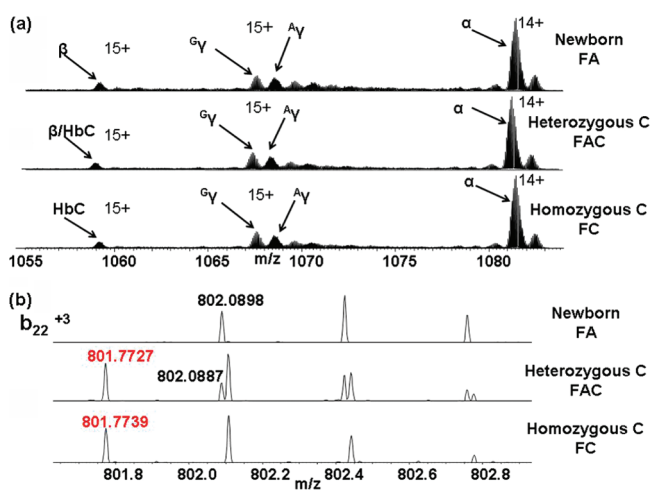 (a)
β 15+ Gγ 15+ Aγ α 14+ Newborn
FA
β/HbC 15+ Gγ 15+ Aγ α 14+ Heterozygous C
FAC
HbC 15+ Gγ 15+ Aγ α 14+ Homozygous C
FC
1055 1060 1065 m/z 1070 1075 1080
(b)
b22 +3 802.0898 Newborn
FA
801.7727 802.0887 Heterozygous C
FAC
801.7739 Homozygous C
FC
801.8 802.0 802.2 802.4 802.6 802.8
m/z